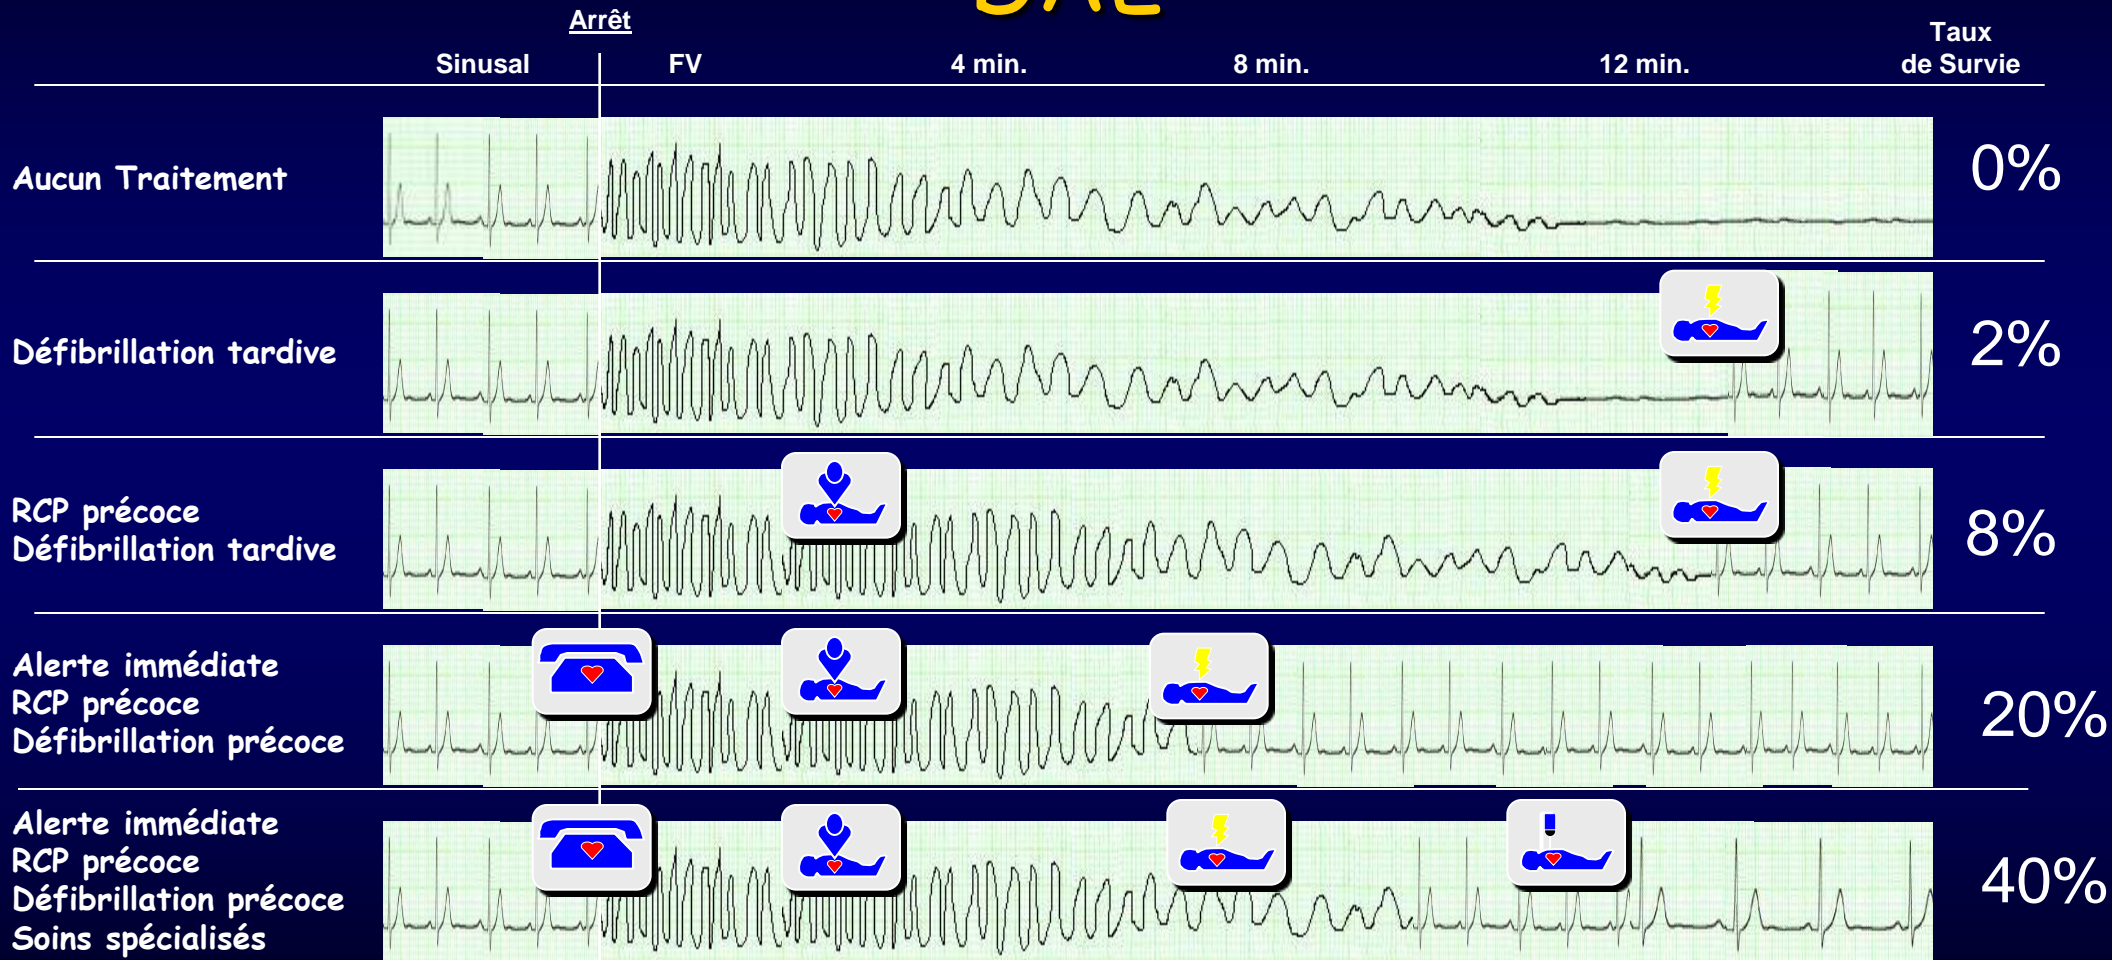 DAE
Arrêt
Sinusal FV 4 min. 8 min. 12 min. Taux
de Survie
Aucun Traitement 0%
Défibrillation tardive 2%
RCP précoce
Défibrillation tardive 8%
Alerte immédiate
RCP précoce
Défibrillation précoce 20%
Alerte immédiate
RCP précoce
Défibrillation précoce
Soins spécialisés 40%